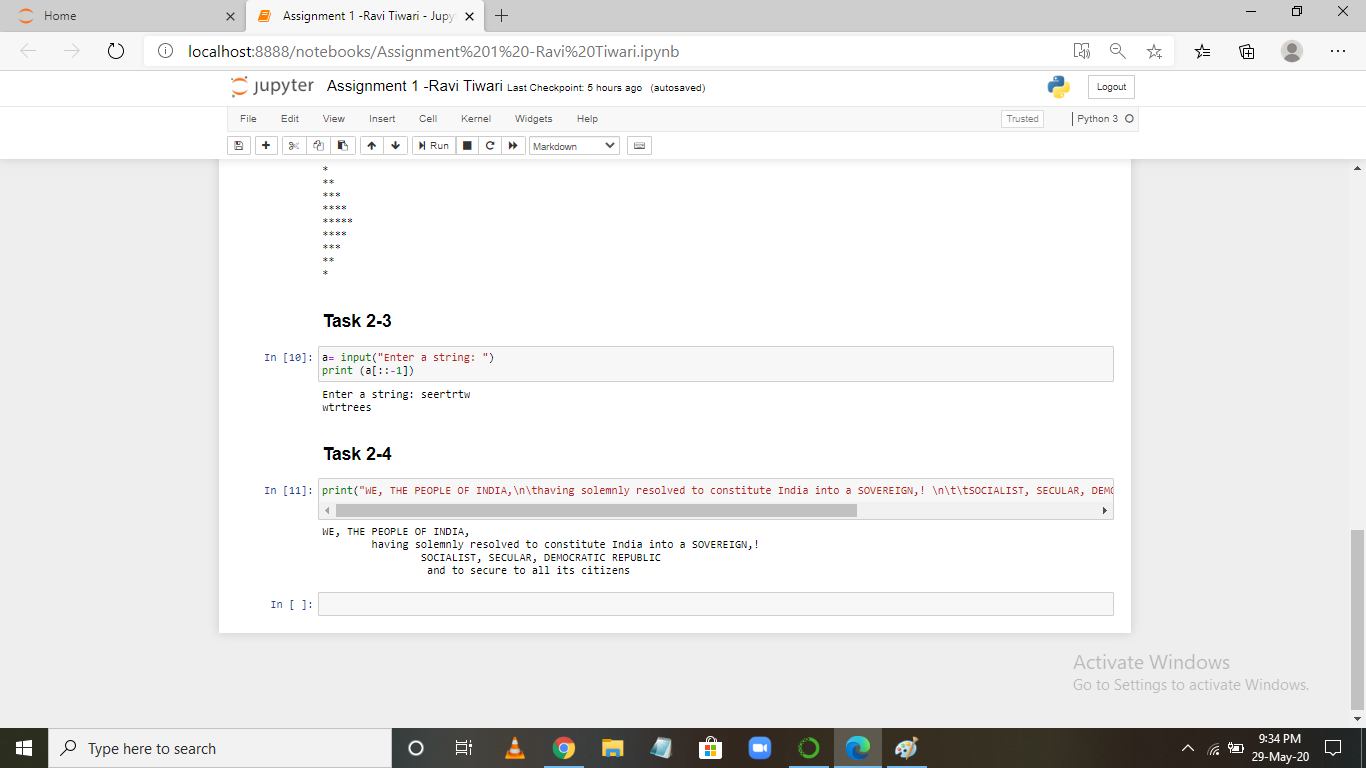 Home
Assignment 1 -Ravi Tiwari - Jupy
localhost:8888/notebooks/Assignment%201%20-Ravi%20Tiwari.ipynb
jupyter Assignment 1 -Ravi Tiwari Last Checkpoint: 5 hours ago (autosaved)
Logout
File Edit View Insert Cell Kernel Widgets Help
Trusted
Python 3
Run
Markdown
*
**
***
****
*****
****
***
**
*
Task 2-3
In [10]: a= input("Enter a string: ")
print (a[::-1])
Enter a string: seertrtw
wtrtrees
Task 2-4
In [11]: print("WE, THE PEOPLE OF INDIA,\n\thaving solemnly resolved to constitute India into a SOVEREIGN,! \n\t\tSOCIALIST, SECULAR, DEMO
WE, THE PEOPLE OF INDIA,
having solemnly resolved to constitute India into a SOVEREIGN,!
SOCIALIST, SECULAR, DEMOCRATIC REPUBLIC
and to secure to all its citizens
In [ ]:
Activate Windows
Go to Settings to activate Windows.
Type here to search
9:34 PM
29-May-20